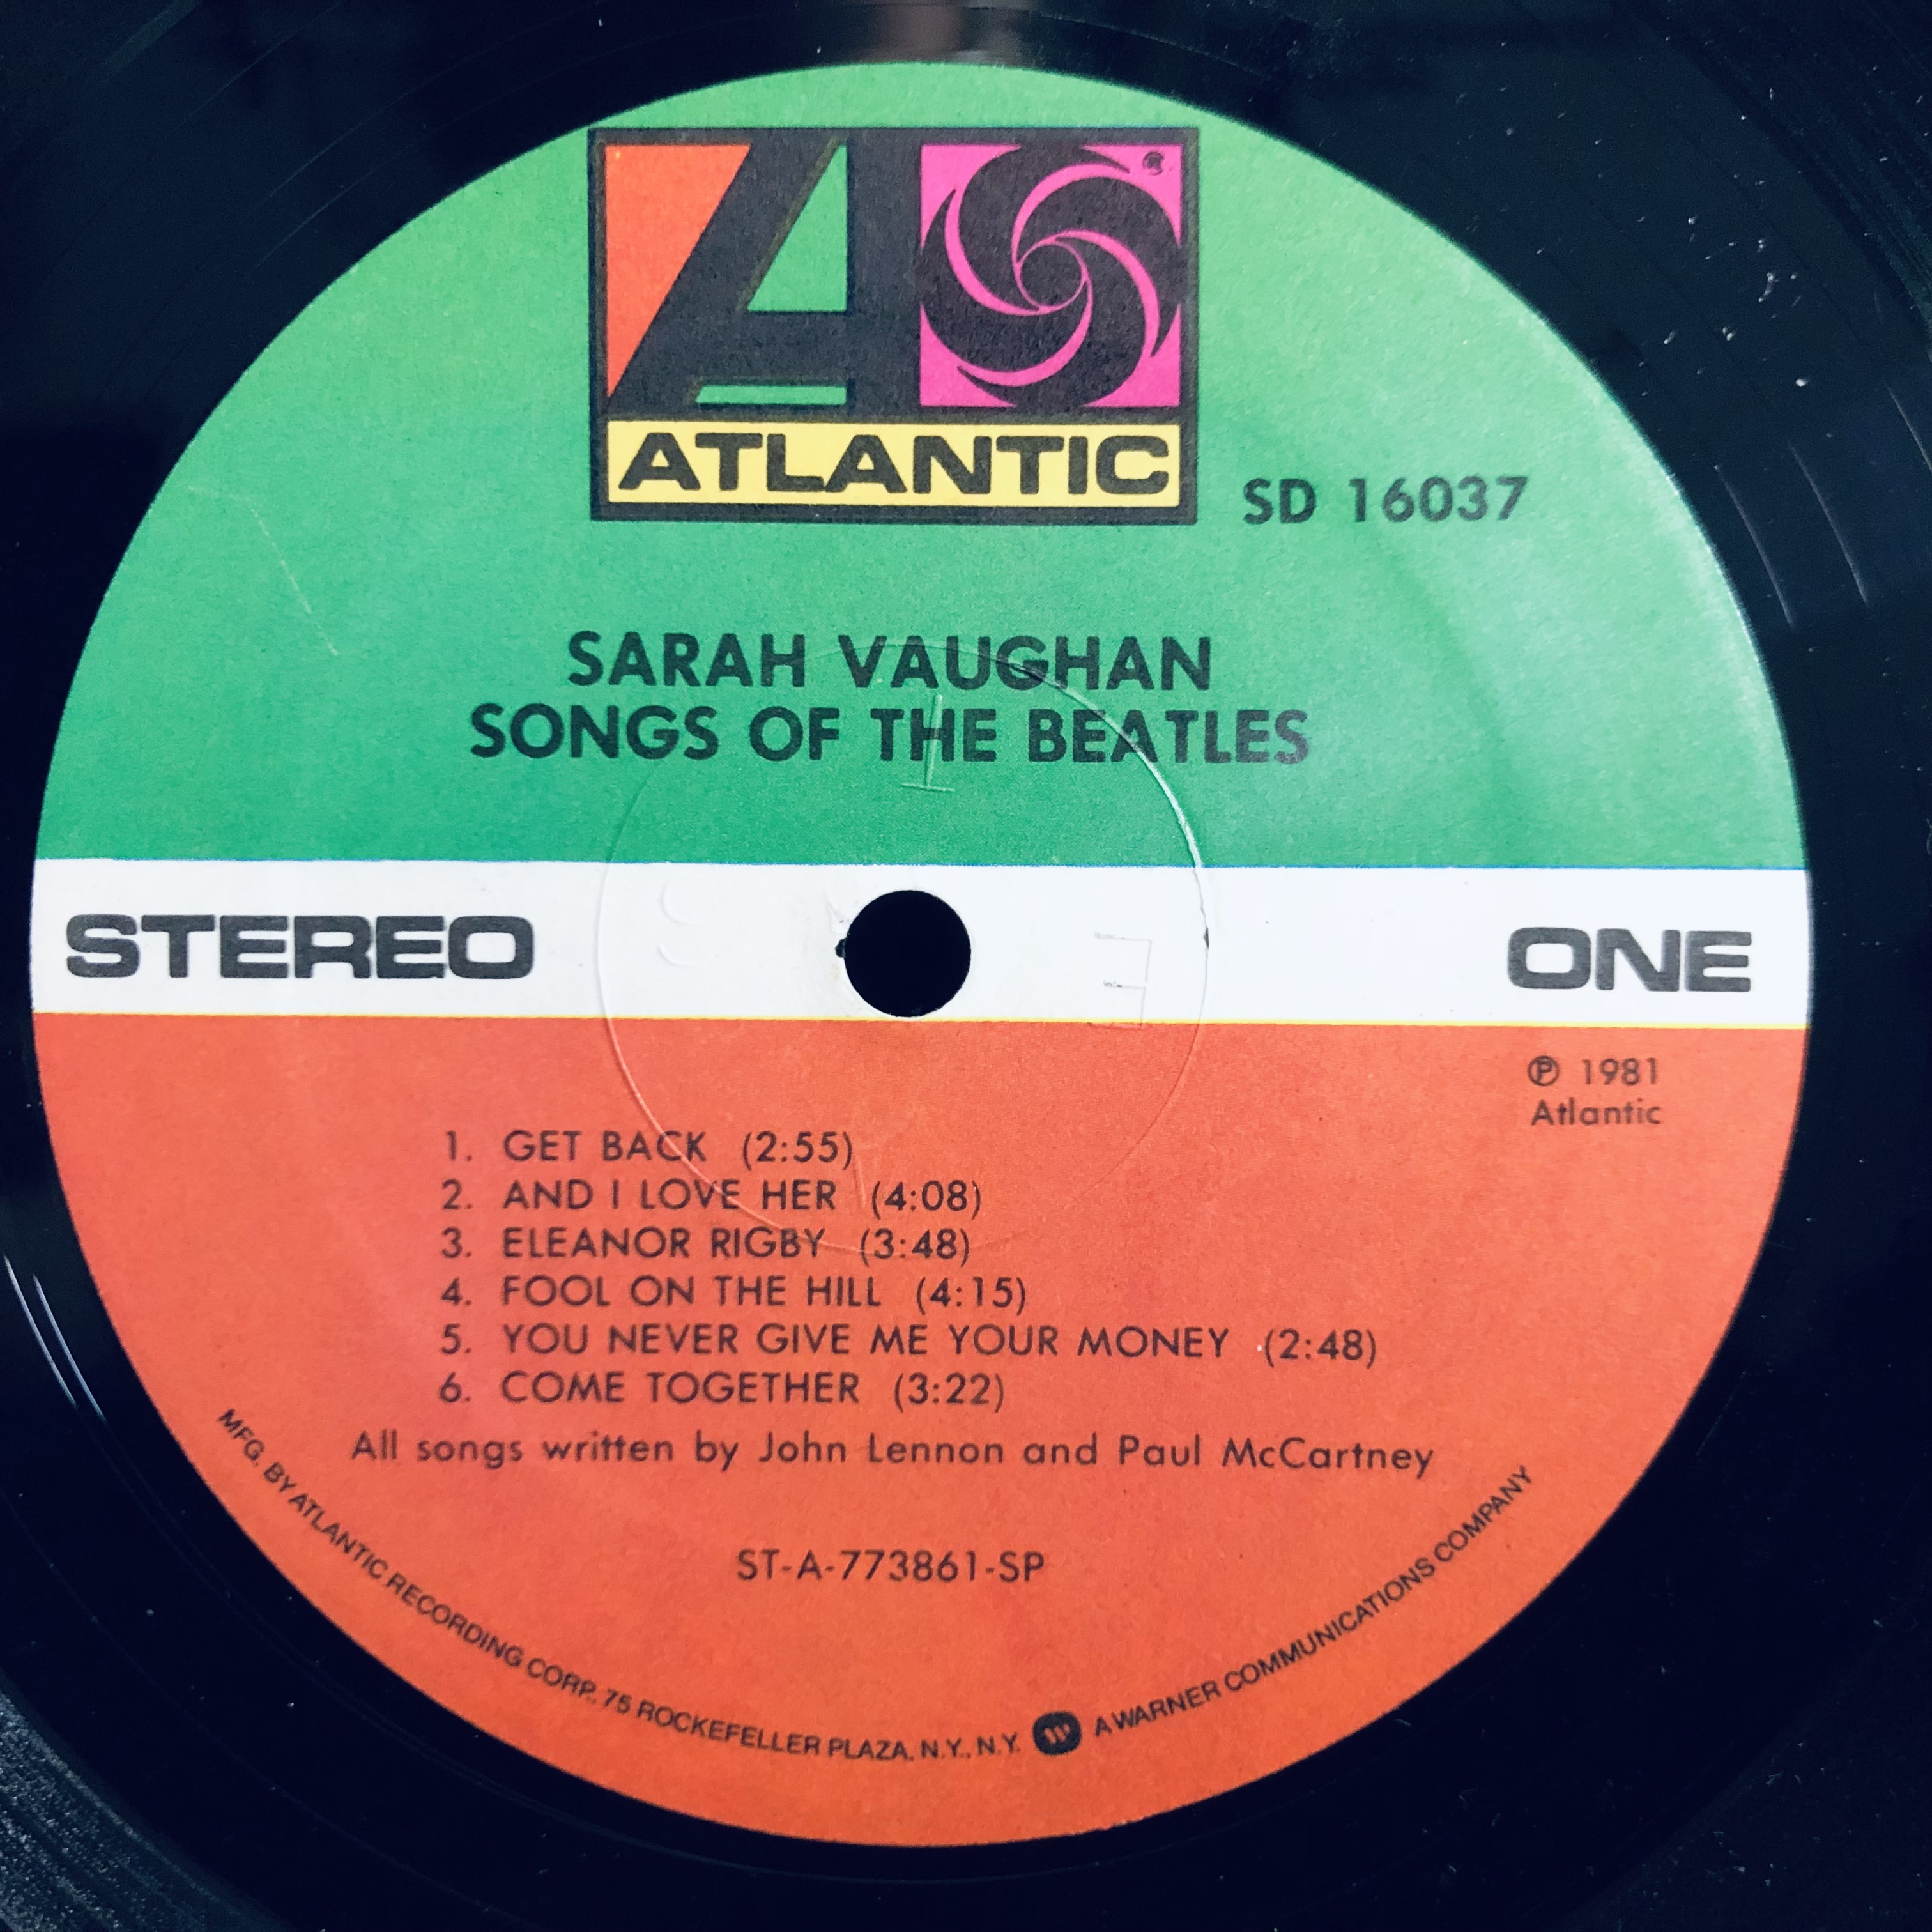 ATLANTIC
SD 16037
SARAH VAUGHAN
SONGS OF THE BEATLES
STEREO
ONE
℗ 1981
Atlantic
1. GET BACK (2:55)
2. AND I LOVE HER (4:08)
3. ELEANOR RIGBY (3:48)
4. FOOL ON THE HILL (4:15)
5. YOU NEVER GIVE ME YOUR MONEY (2:48)
6. COME TOGETHER (3:22)
All songs written by John Lennon and Paul McCartney
ST-A-773861-SP
MFG. BY ATLANTIC RECORDING CORP., 75 ROCKEFELLER PLAZA, N.Y., N.Y. W A WARNER COMMUNICATIONS COMPANY